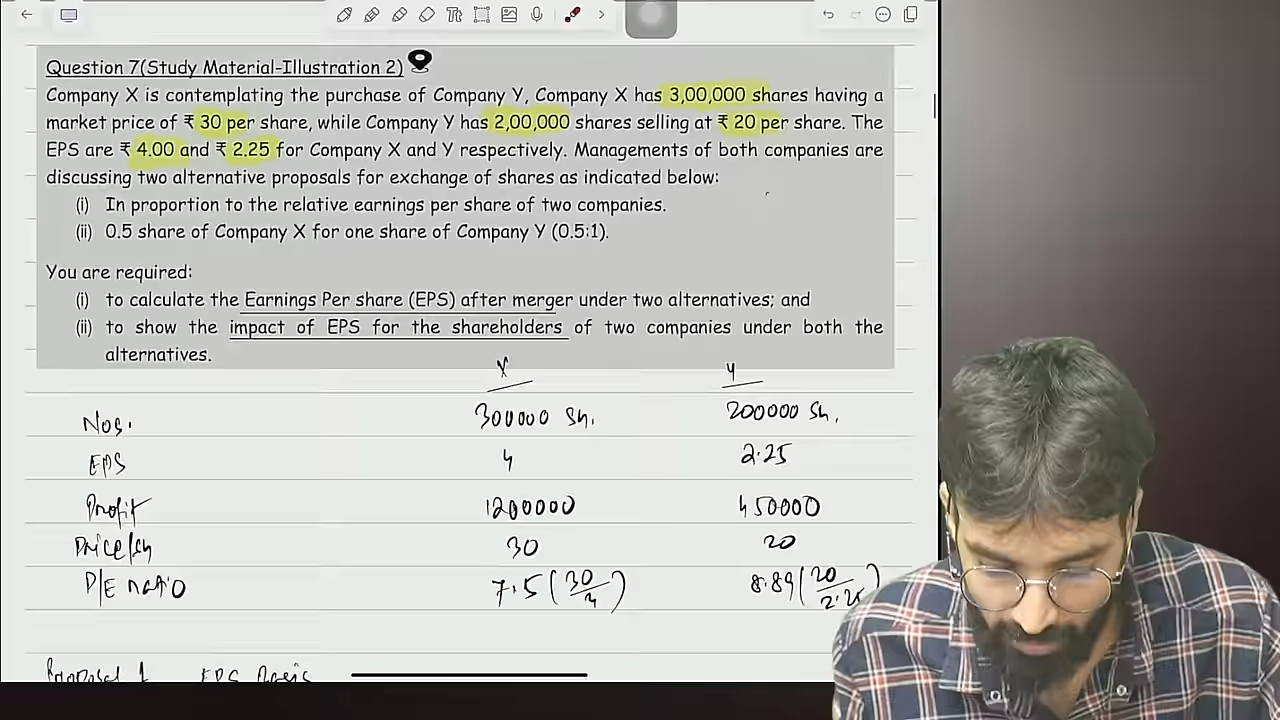 Question 7(Study Material-Illustration 2)
Company X is contemplating the purchase of Company Y, Company X has 3,00,000 shares having a
market price of ₹ 30 per share, while Company Y has 2,00,000 shares selling at ₹ 20 per share. The
EPS are ₹ 4.00 and ₹ 2.25 for Company X and Y respectively. Managements of both companies are
discussing two alternative proposals for exchange of shares as indicated below:
(i) In proportion to the relative earnings per share of two companies.
(ii) 0.5 share of Company X for one share of Company Y (0.5:1).
You are required:
(i) to calculate the Earnings Per share (EPS) after merger under two alternatives; and
(ii) to show the impact of EPS for the shareholders of two companies under both the
alternatives.
X Y
Nos. 300000 Sh. 200000 Sh.
EPS 4 2.25
Profit 1200000 450000
Price/sh 30 20
P/E ratio 7.5 (30/4) 8.89 (20/2.25)
Proposal 1 EPS Basis